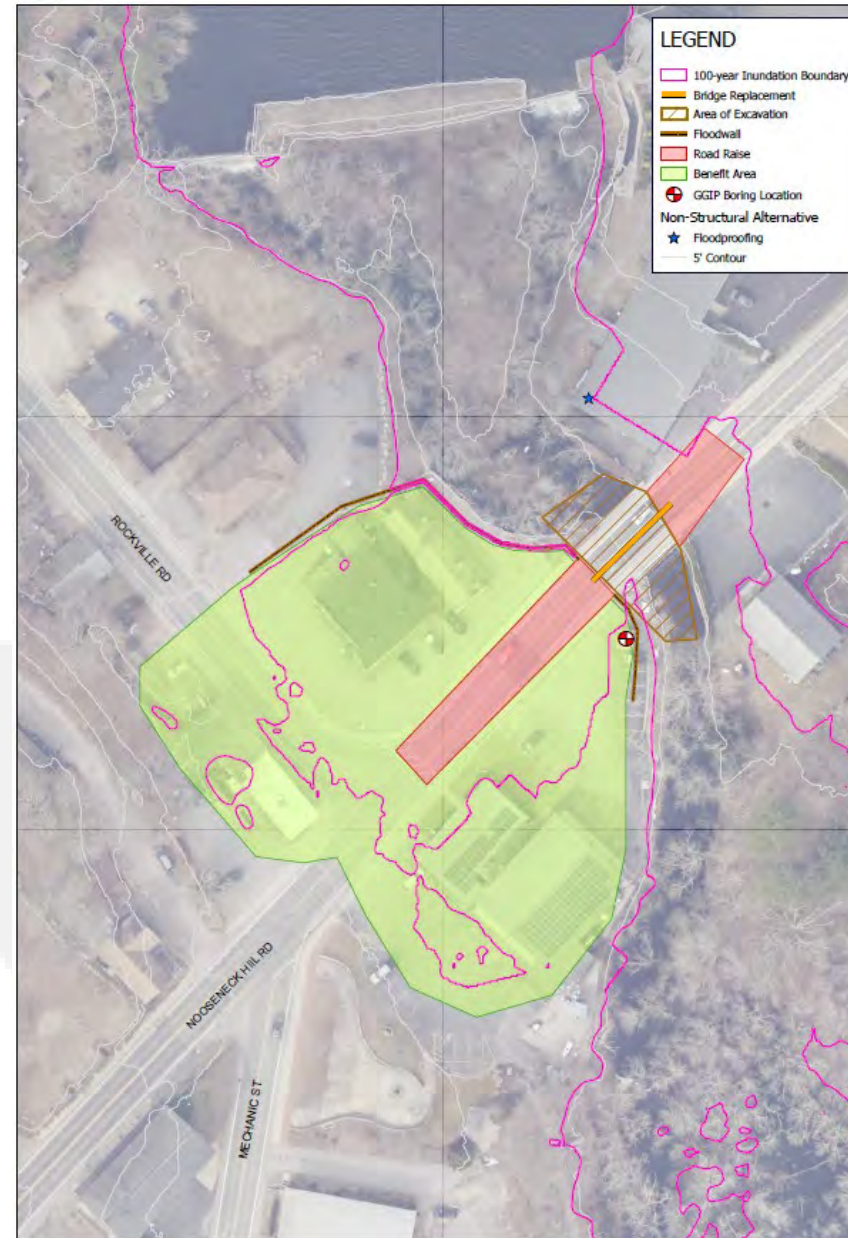 LEGEND
100-year Inundation Boundary
Bridge Replacement
Area of Excavation
Floodwall
Road Raise
Benefit Area
GGIP Boring Location
Non-Structural Alternative
Floodproofing
5' Contour
ROCKVILLE RD
NOOSENECK HIIL RD
MECHANIC ST